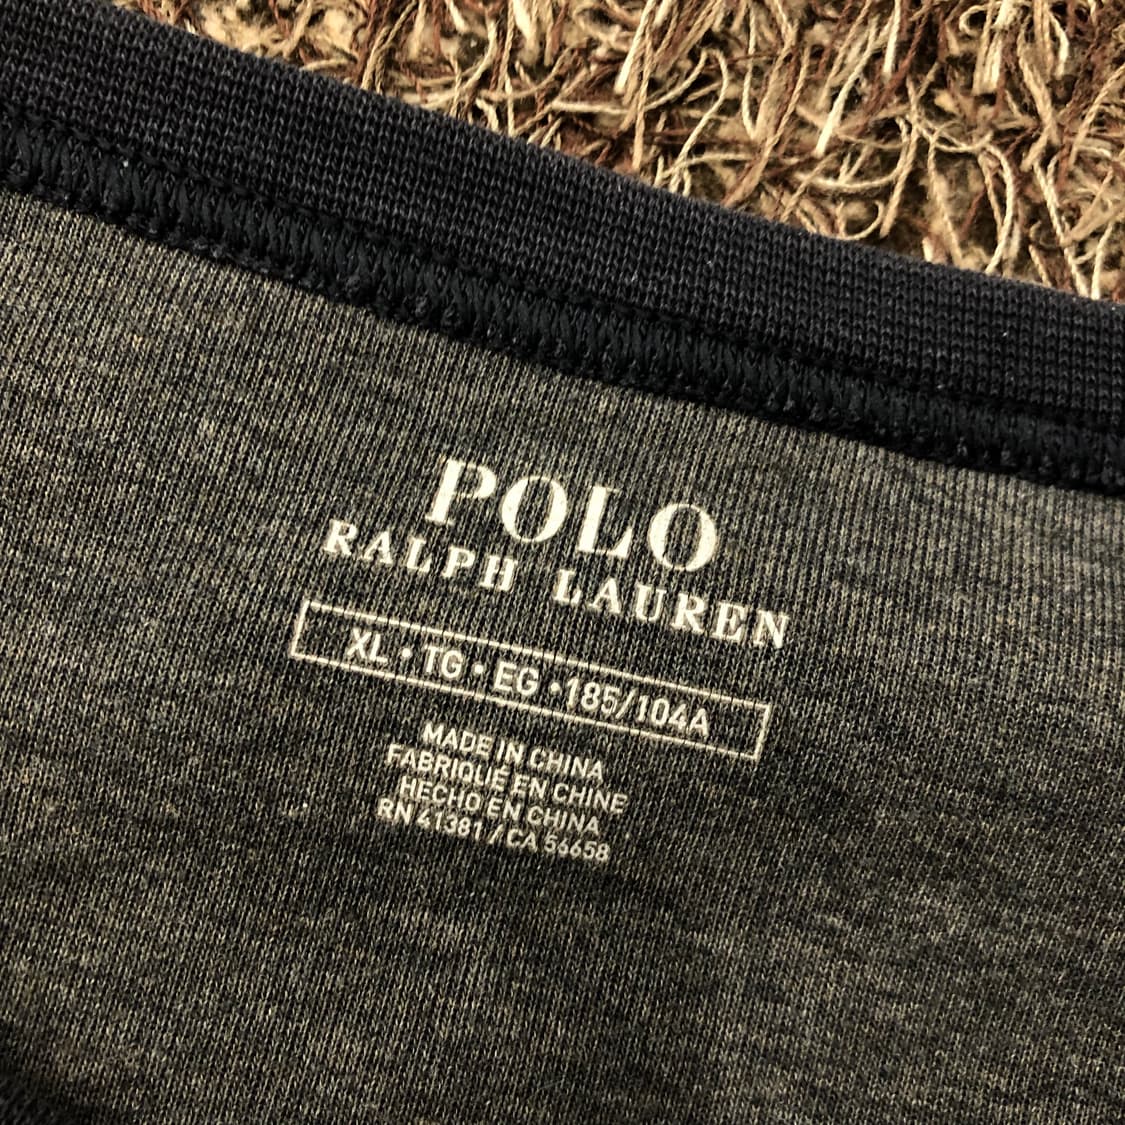 POLO
RALPH LAUREN
XL • TG • EG • 185/104A
MADE IN CHINA
FABRIQUÉ EN CHINE
HECHO EN CHINA
RN 41381 / CA 56658